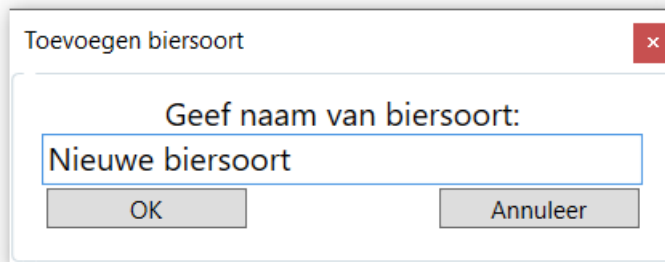 Toevoegen biersoort
Geef naam van biersoort:
Nieuwe biersoort
OK Annuleer